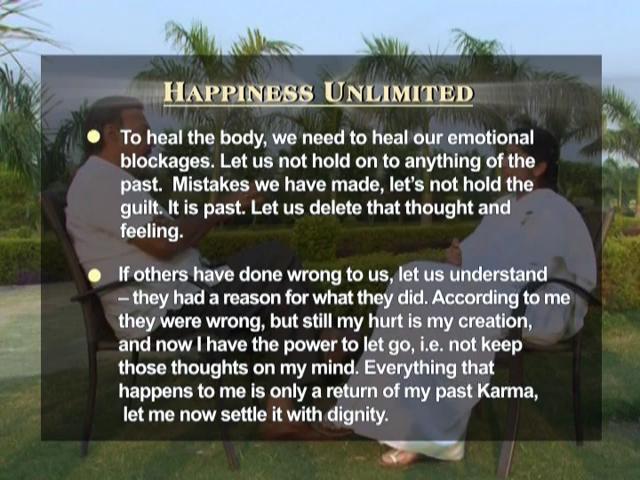 HAPPINESS UNLIMITED
To heal the body, we need to heal our emotional
blockages. Let us not hold on to anything of the
past. Mistakes we have made, let's not hold the
guilt. It is past. Let us delete that thought and
feeling.
If others have done wrong to us, let us understand
– they had a reason for what they did. According to me
they were wrong, but still my hurt is my creation,
and now I have the power to let go, i.e. not keep
those thoughts on my mind. Everything that
happens to me is only a return of my past Karma,
let me now settle it with dignity.